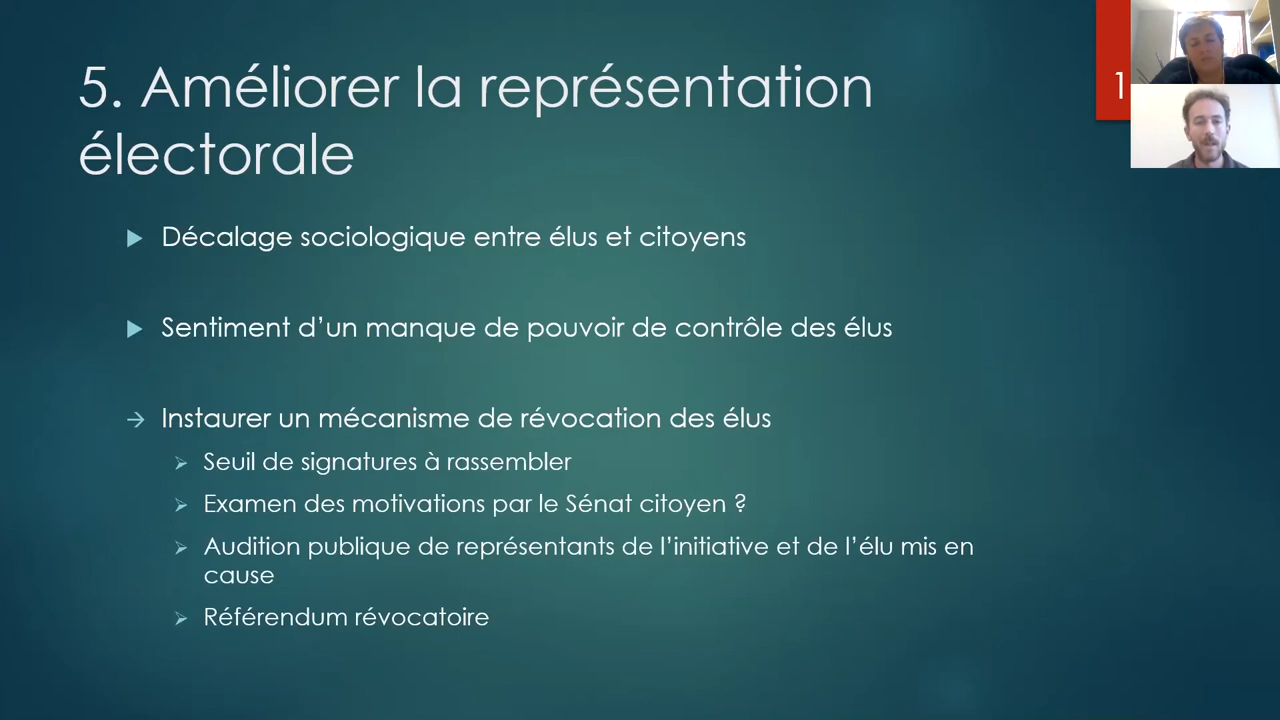 5. Améliorer la représentation
électorale
1
Décalage sociologique entre élus et citoyens
Sentiment d’un manque de pouvoir de contrôle des élus
→ Instaurer un mécanisme de révocation des élus
Seuil de signatures à rassembler
Examen des motivations par le Sénat citoyen ?
Audition publique de représentants de l’initiative et de l’élu mis en
cause
Référendum révocatoire